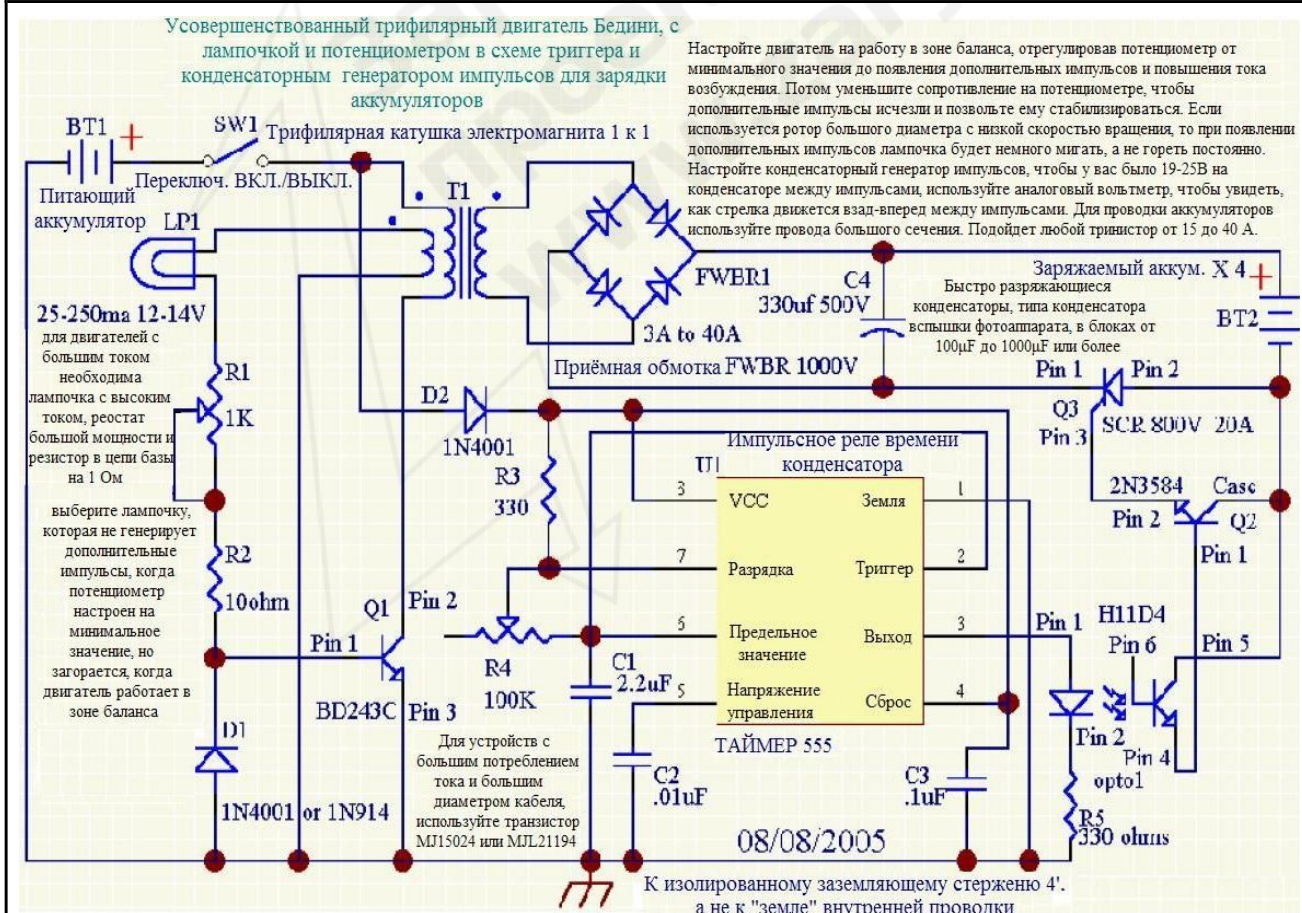 Усовершенствованный трифилярный двигатель Бедини, с
лампочкой и потенциометром в схеме триггера и
конденсаторным генератором импульсов для зарядки
аккумуляторов
Настройте двигатель на работу в зоне баланса, отрегулировав потенциометр от
минимального значения до появления дополнительных импульсов и повышения тока
возбуждения. Потом уменьшите сопротивление на потенциометре, чтобы
дополнительные импульсы исчезли и позвольте ему стабилизироваться. Если
используется ротор большого диаметра с низкой скоростью вращения, то при появлении
дополнительных импульсов лампочка будет немного мигать, а не гореть постоянно.
Настройте конденсаторный генератор импульсов, чтобы у вас было 19-25В на
конденсаторе между импульсами, используйте аналоговый вольтметр, чтобы увидеть,
как стрелка движется взад-вперед между импульсами. Для проводки аккумуляторов
используйте провода большого сечения. Подойдет любой тринистор от 15 до 40 А.
BT1 +
SW1
Трифилярная катушка электромагнита 1 к 1
Переключ. ВКЛ./ВЫКЛ.
Питающий
аккумулятор
LP1
T1
25-250ma 12-14V
для двигателей с
большим током
необходима
лампочка с высоким
током, реостат
большой мощности и
резистор в цепи базы
на 1 Ом
R1
1K
выберите лампочку,
которая не генерирует
дополнительные
импульсы, когда
потенциометр
настроен на
минимальное
значение, но
загорается, когда
двигатель работает в
зоне баланса
R2
10ohm
Pin 1
Q1
Pin 2
BD243C
Pin 3
D1
1N4001 or 1N914
FWBR1
3A to 40A
Приёмная обмотка FWBR 1000V
C4
330uf 500V
Заряжаемый аккум. X 4 +
Быстро разряжающиеся
конденсаторы, типа конденсатора
вспышки фотоаппарата, в блоках от
100µF до 1000µF или более
BT2
Pin 1
Pin 2
Q3
Pin 3
SCR 800V 20A
D2
1N4001
R3
330
Импульсное реле времени
конденсатора
U1
3
VCC
Земля
1
7
Разрядка
Триггер
2
6
Предельное
значение
Выход
3
5
Напряжение
управления
Сброс
4
ТАЙМЕР 555
R4
100K
C1
2.2uF
C2
.01uF
C3
.1uF
2N3584
Case
Pin 2
Q2
Pin 1
Pin 1
H11D4
Pin 6
Pin 5
Pin 2
Pin 4
opto1
R5
330 ohms
Для устройств с
большим потреблением
тока и большим
диаметром кабеля,
используйте транзистор
MJ15024 или MJL21194
08/08/2005
К изолированному заземляющему стерженю 4'.
а не к "земле" внутренней проводки